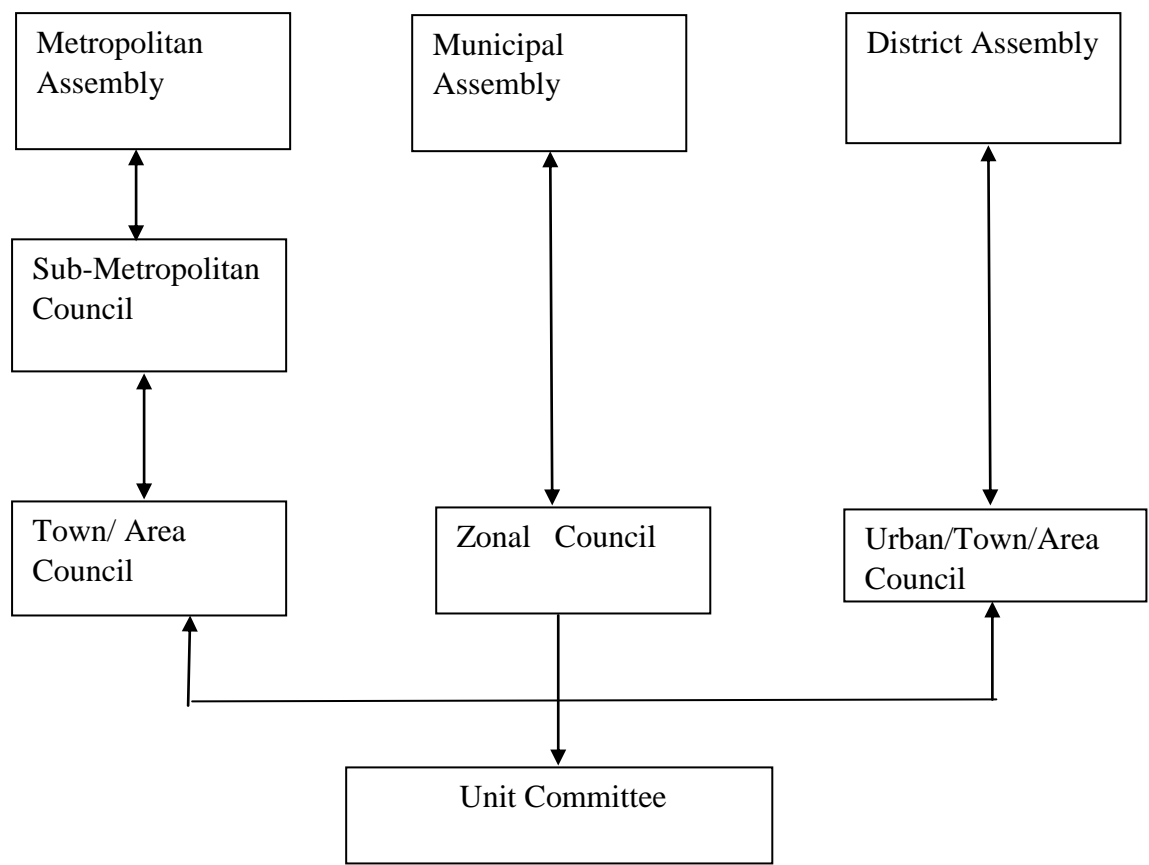 Metropolitan
Assembly
Municipal
Assembly
District Assembly
Sub-Metropolitan
Council
Town/ Area
Council
Zonal Council
Urban/Town/Area
Council
Unit Committee